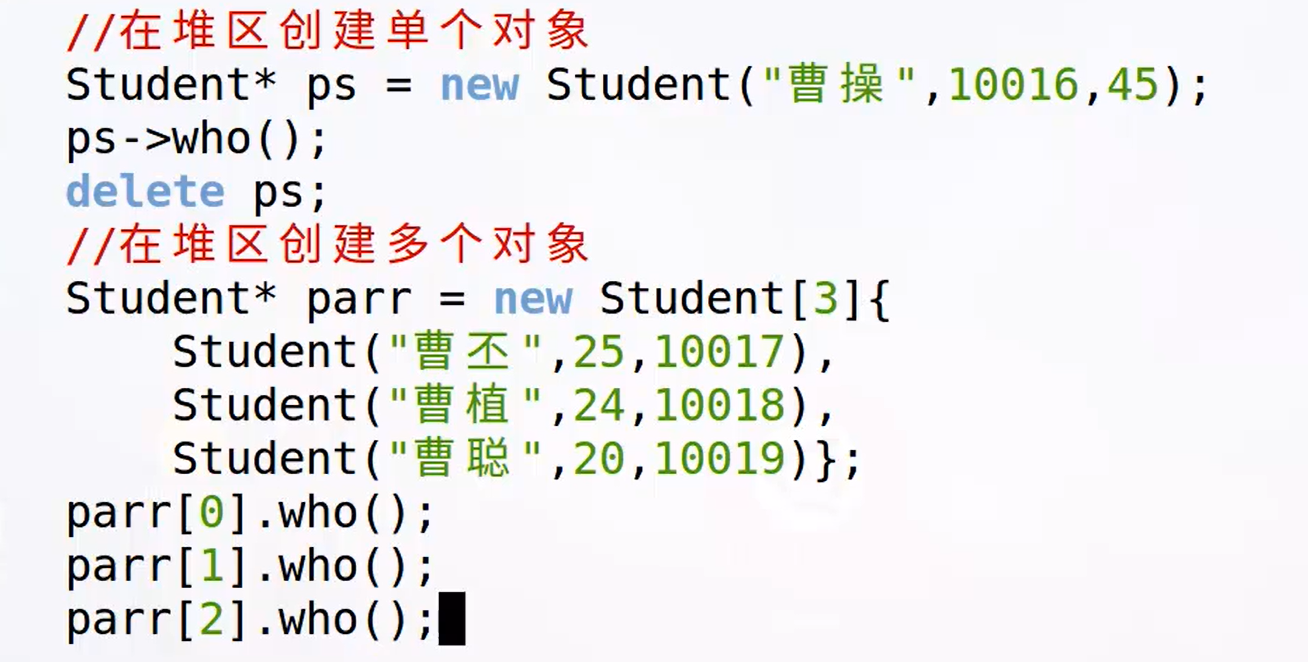 //在堆区创建单个对象
Student* ps = new Student("曹操",10016,45);
ps->who();
delete ps;
//在堆区创建多个对象
Student* parr = new Student[3]{
    Student("曹丕",25,10017),
    Student("曹植",24,10018),
    Student("曹聪",20,10019)};
parr[0].who();
parr[1].who();
parr[2].who();